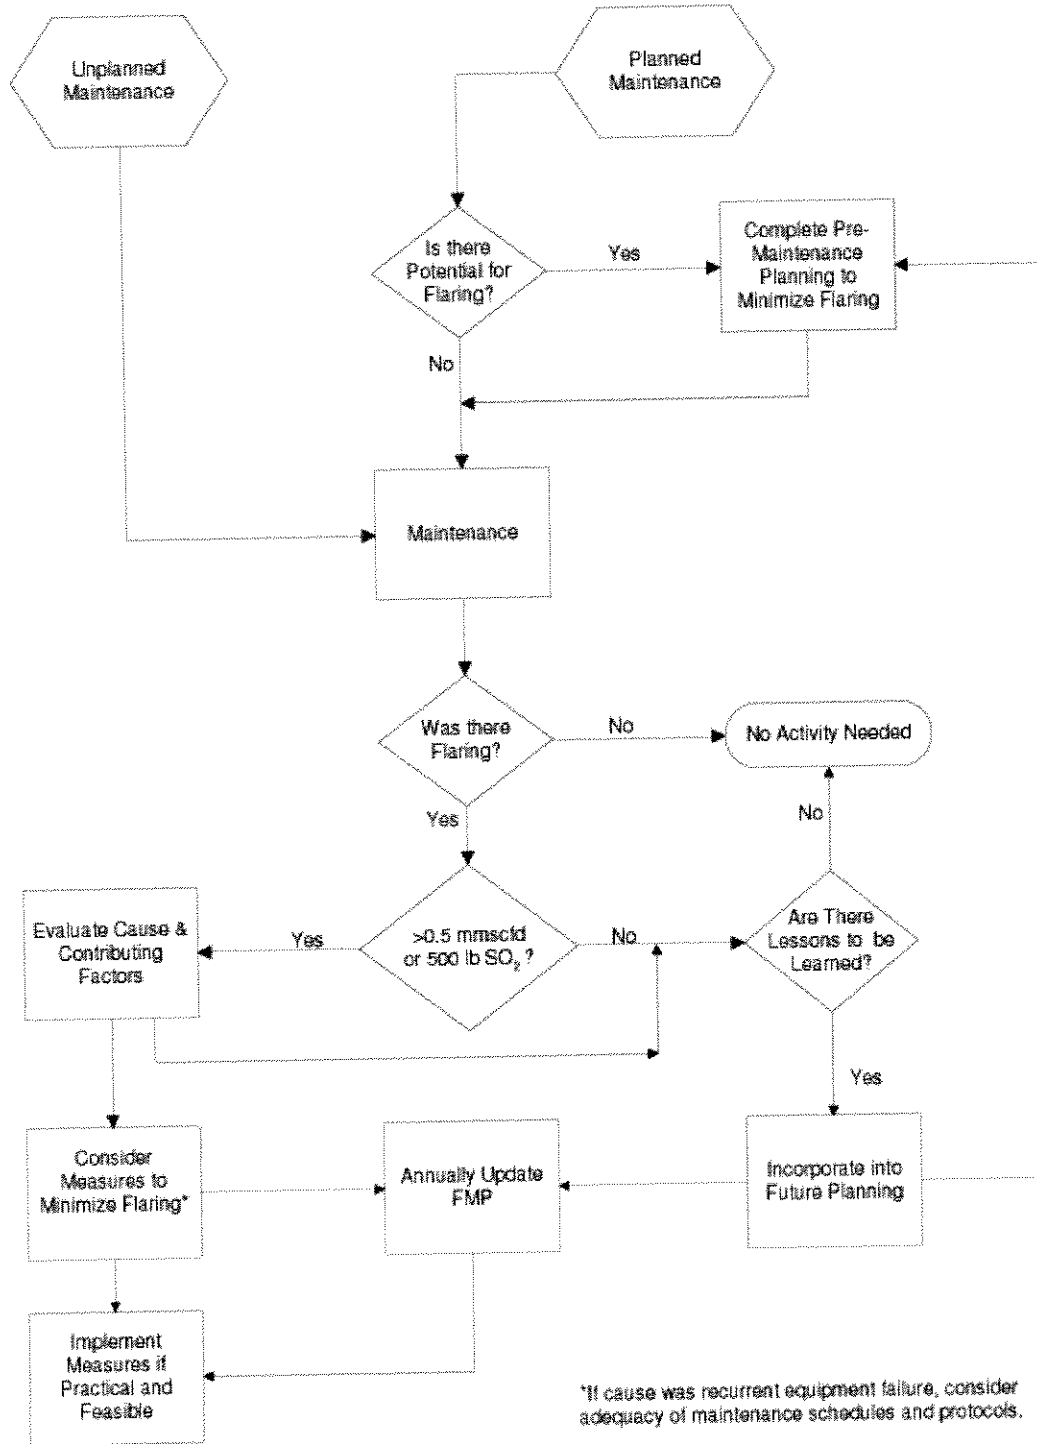 Unplanned
Maintenance
Planned
Maintenance
Is there
Potential for
Flaring?
Yes
Complete Pre-
Maintenance
Planning to
Minimize Flaring
No
Maintenance
Was there
Flaring?
No
No Activity Needed
Yes
No
Evaluate Cause &
Contributing
Factors
Yes
>0.5 mmscfd
or 500 lb SO₂ ?
No
Are There
Lessons to be
Learned?
Yes
Consider
Measures to
Minimize Flaring*
Annually Update
FMP
Incorporate into
Future Planning
Implement
Measures if
Practical and
Feasible
*If cause was recurrent equipment failure, consider
adequacy of maintenance schedules and protocols.